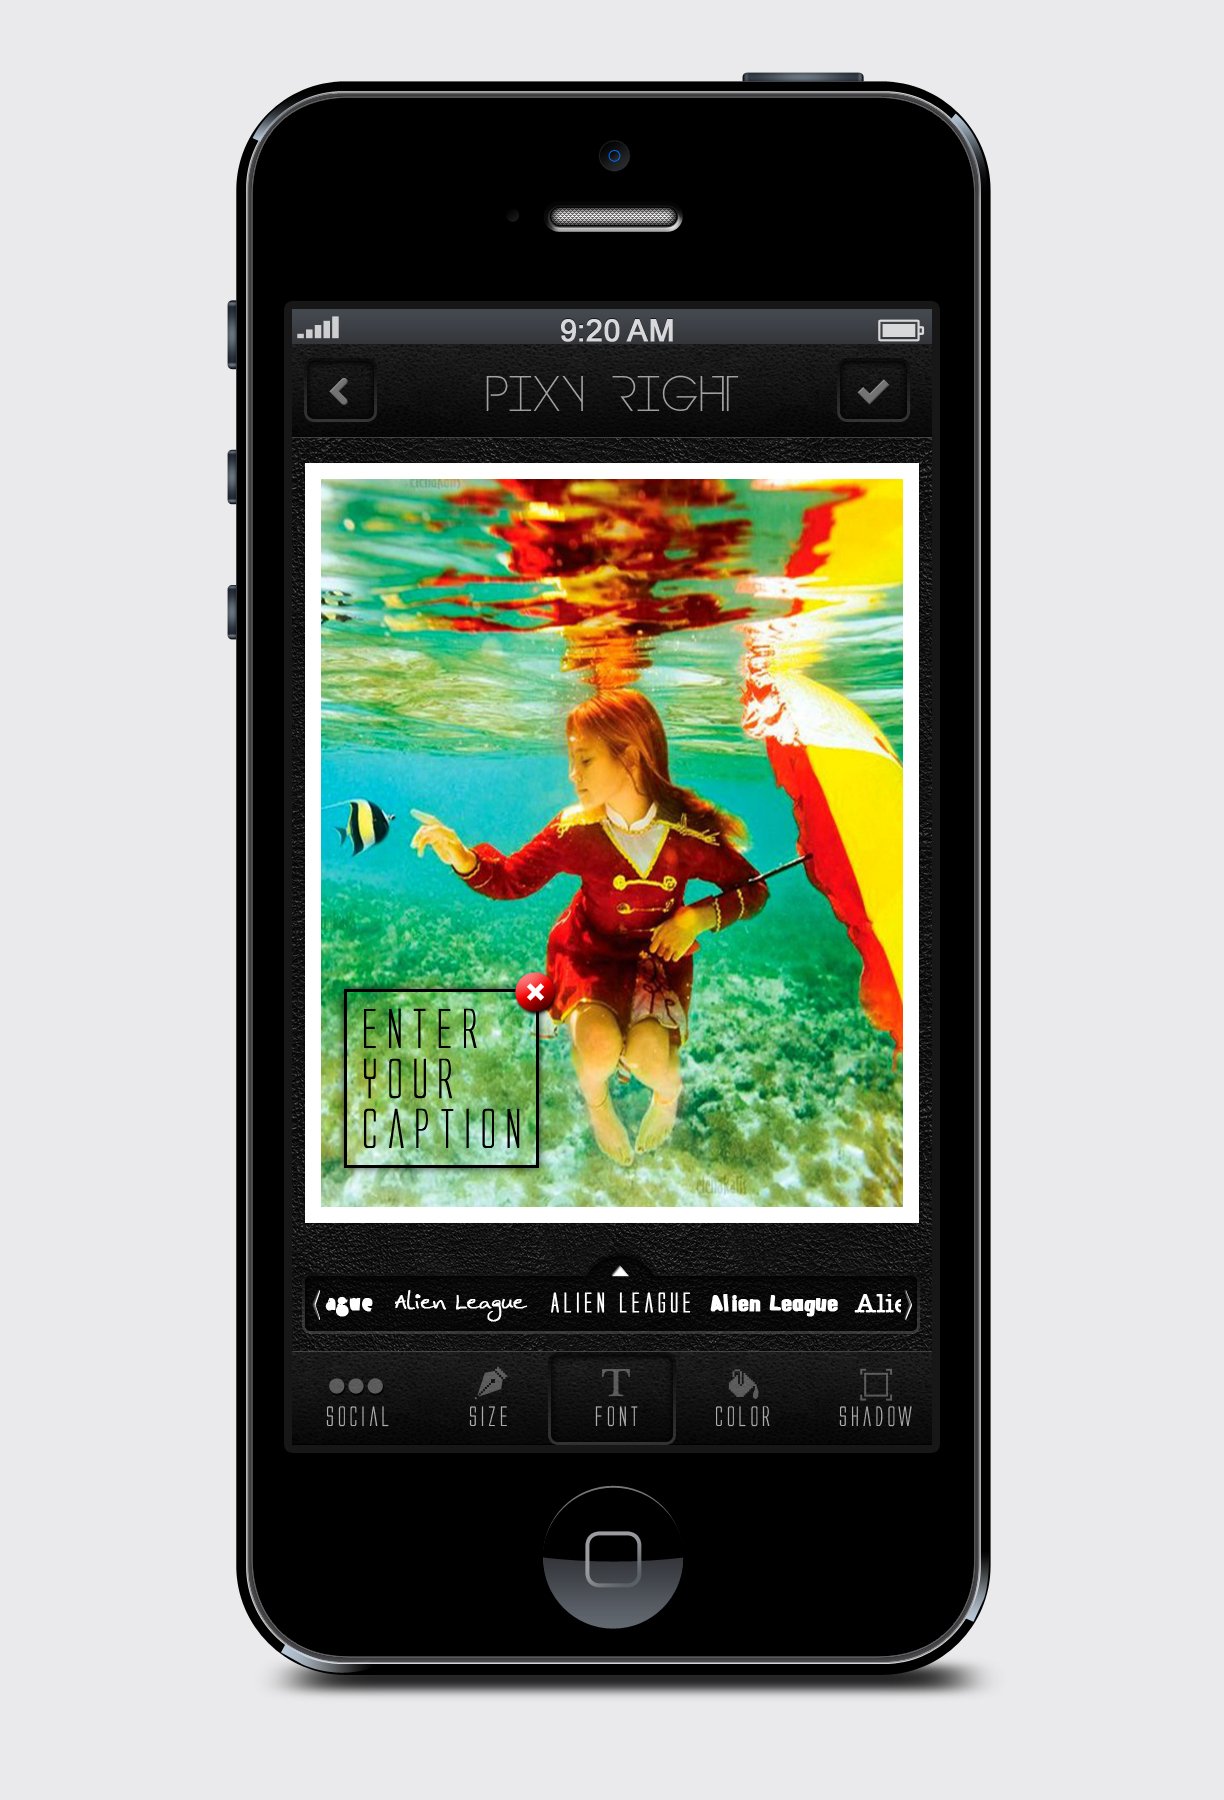 9:20 AM
PIXY RIGHT
ENTER
YOUR
CAPTION
ague Alien League ALIEN LEAGUE Alien League Alie
SOCIAL SIZE FONT COLOR SHADOW